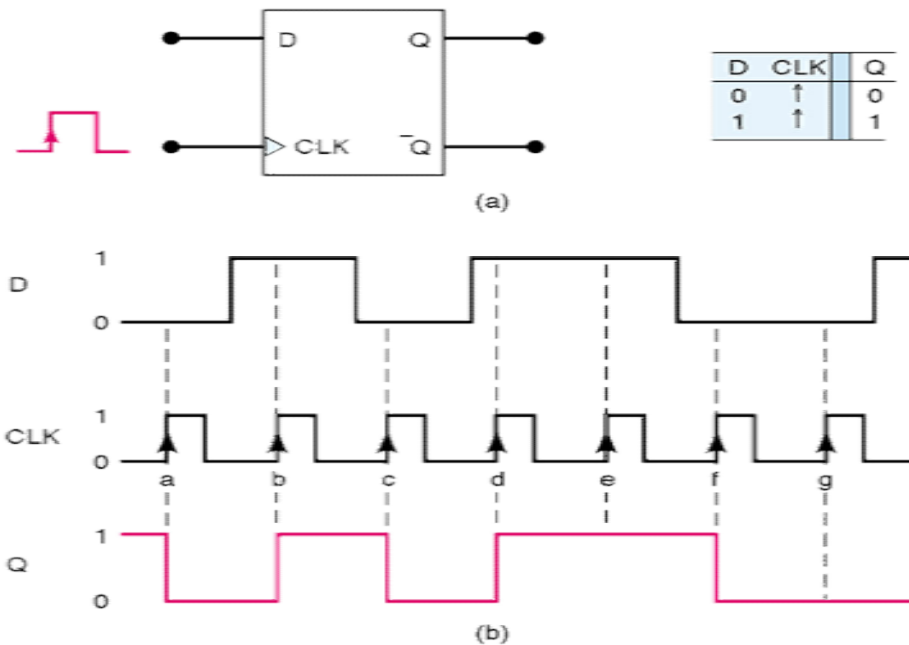 D Q
CLK Q̅
D CLK Q
0 ↑ 0
1 ↑ 1
(a)
1
D
0
1
CLK
0
a b c d e f g
1
Q
0
(b)